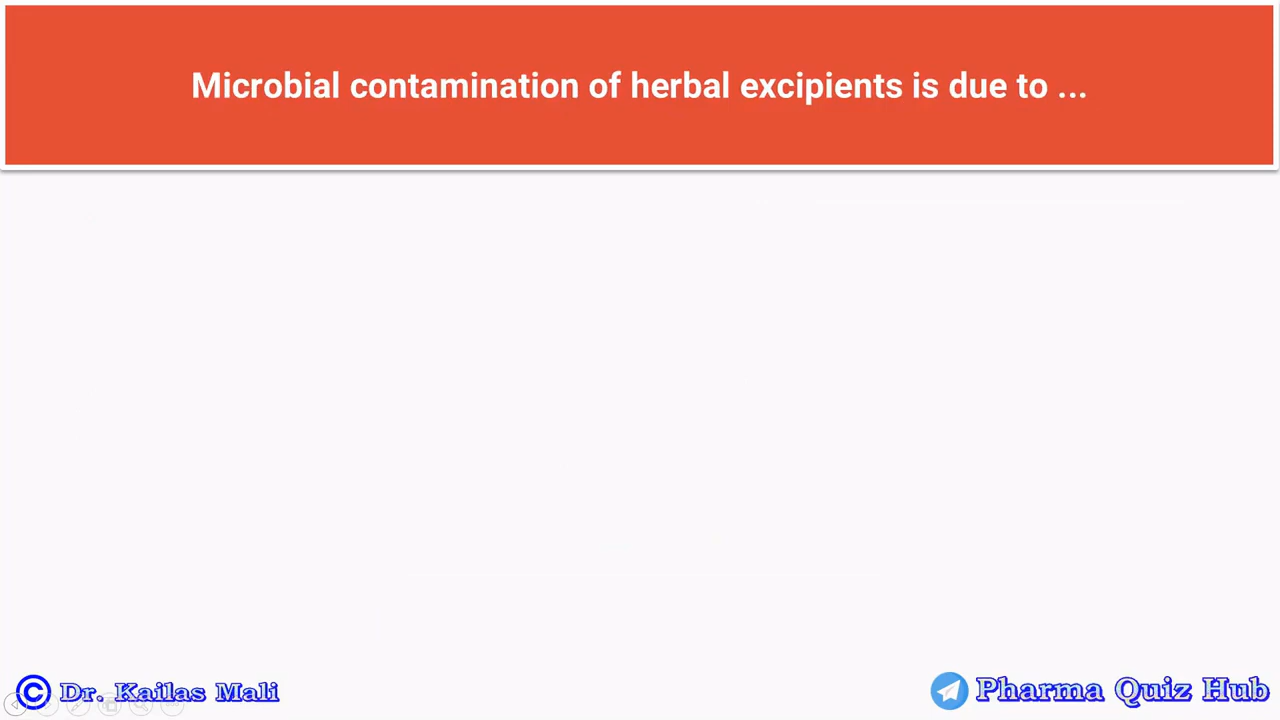 Microbial contamination of herbal excipients is due to ...
© Dr. Kailas Mali
Pharma Quiz Hub